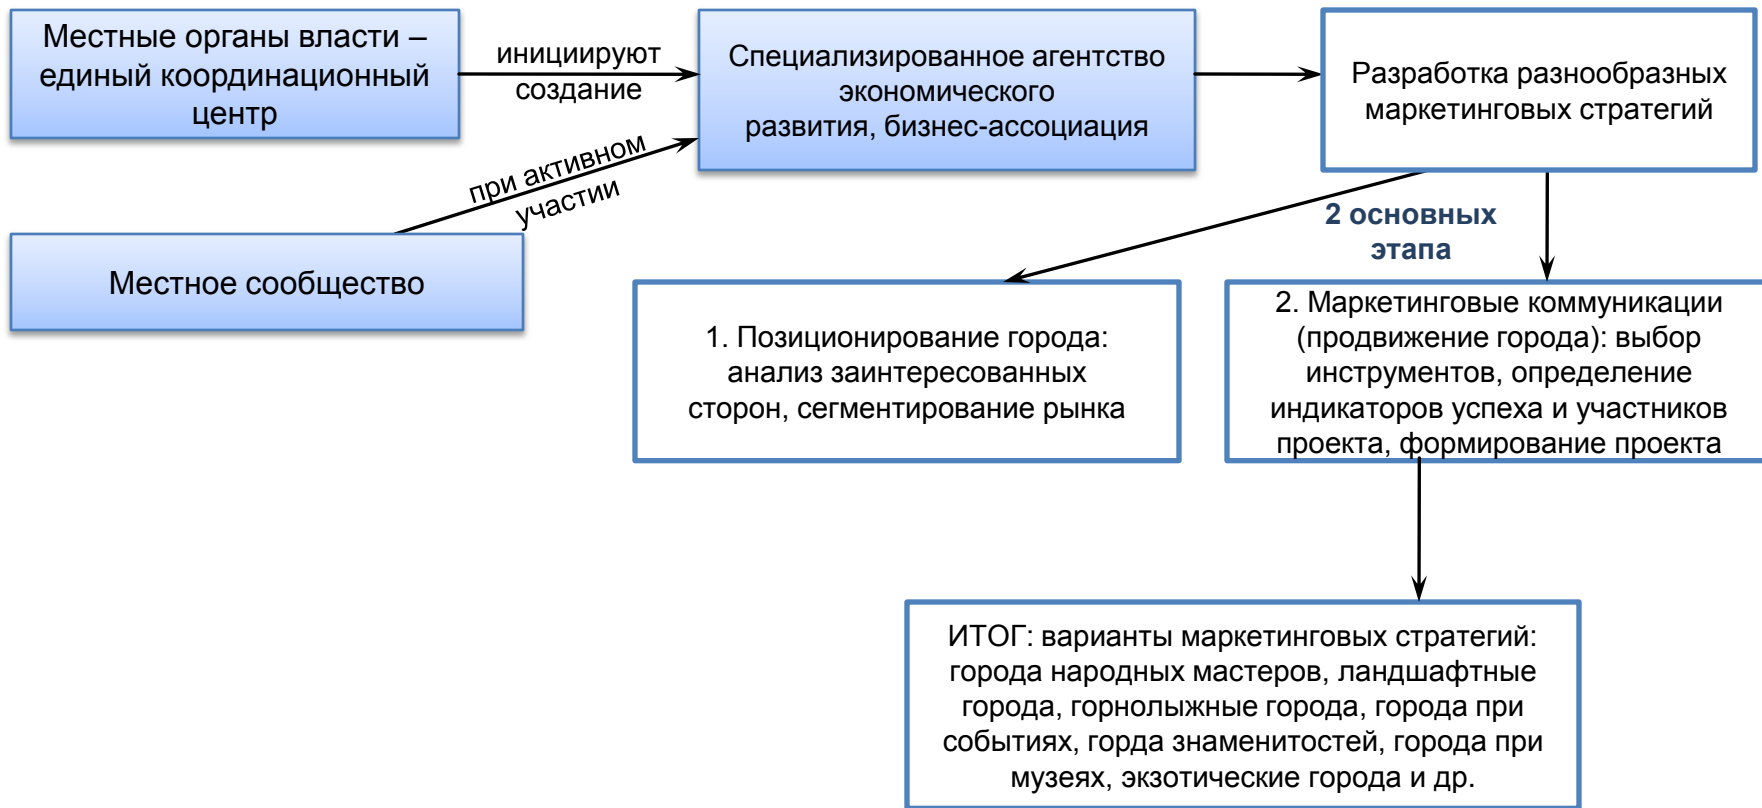 Местные органы власти –
единый координационный
центр
инициируют
создание
Специализированное агентство
экономического
развития, бизнес-ассоциация
Разработка разнообразных
маркетинговых стратегий
при активном
участии
Местное сообщество
2 основных
этапа
1. Позиционирование города:
анализ заинтересованных
сторон, сегментирование рынка
2. Маркетинговые коммуникации
(продвижение города): выбор
инструментов, определение
индикаторов успеха и участников
проекта, формирование проекта
ИТОГ: варианты маркетинговых стратегий:
города народных мастеров, ландшафтные
города, горнолыжные города, города при
событиях, горда знаменитостей, города при
музеях, экзотические города и др.